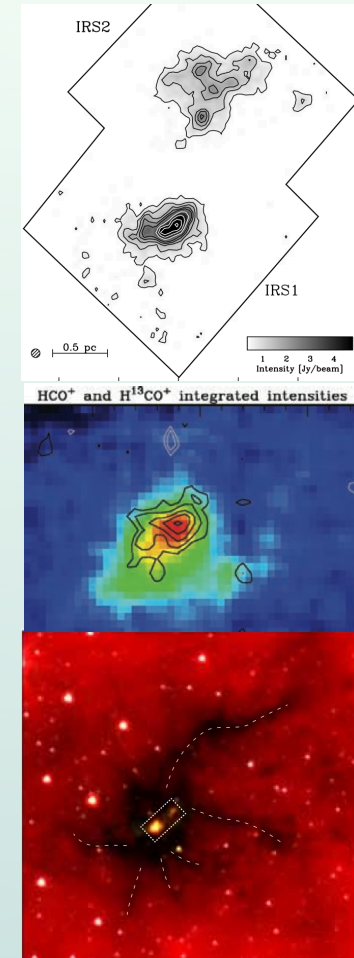 IRS2
IRS1
0.5 pc
1 2 3 4
Intensity [Jy/beam]
HCO⁺ and H¹³CO⁺ integrated intensities